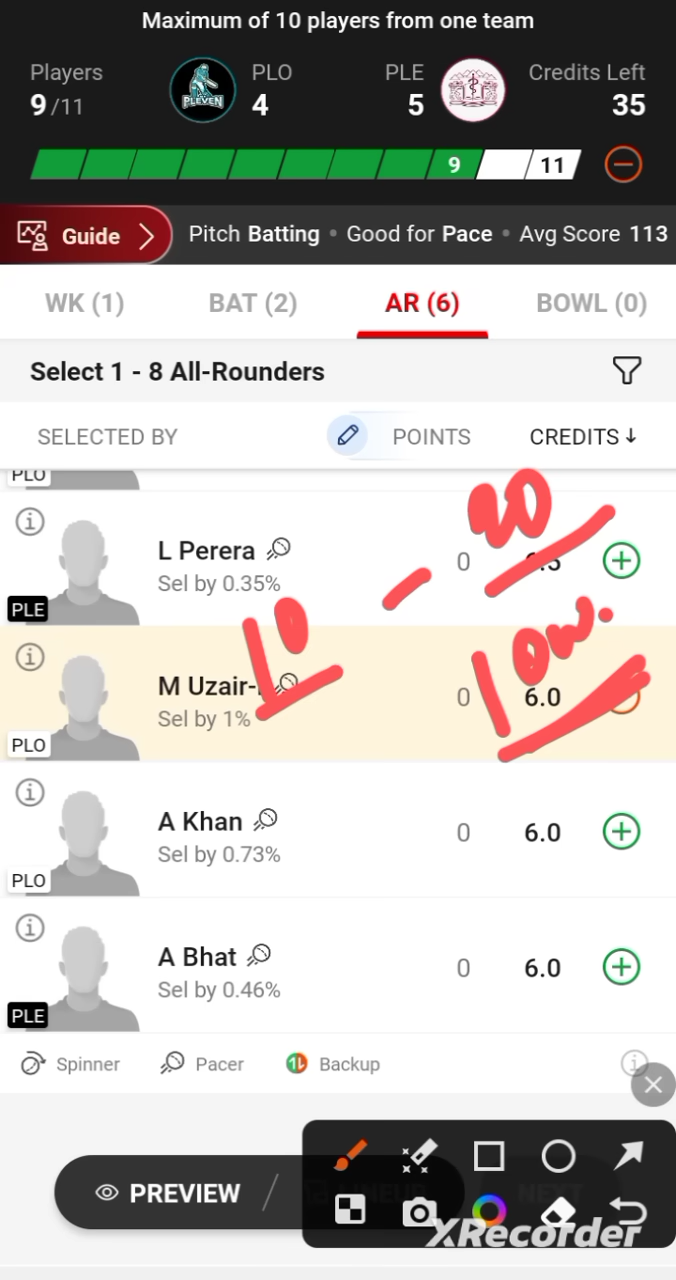 Maximum of 10 players from one team
Players PLO PLE Credits Left
9/11 PLEVEN 4 5 35
9 11
Guide Pitch Batting • Good for Pace • Avg Score 113
WK (1) BAT (2) AR (6) BOWL (0)
Select 1 - 8 All-Rounders
SELECTED BY POINTS CREDITS ↓
PLO
L Perera 0
Sel by 0.35%
PLE
10 - 20
M Uzair- 0 6.0
Sel by 1%
PLO
A Khan 0 6.0
Sel by 0.73%
PLO
A Bhat 0 6.0
Sel by 0.46%
PLE
Spinner Pacer Backup
PREVIEW
XRecorder